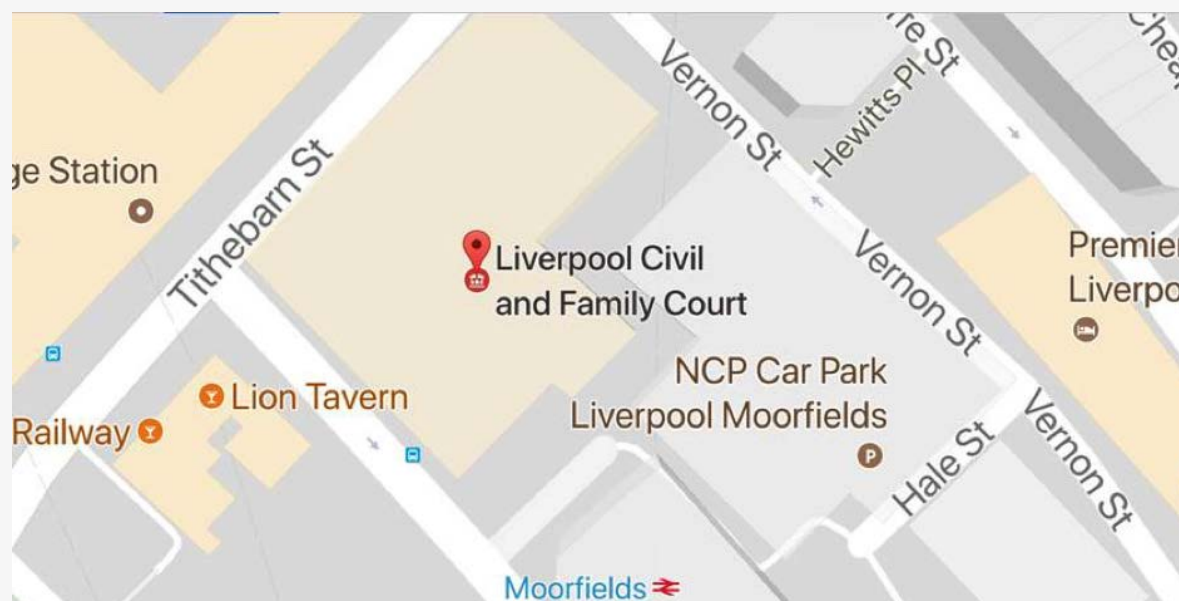 Vernon St
Hewitts Pl
ge Station
Tithebarn St
Liverpool Civil
and Family Court
Vernon St
Premier
Liverpo
NCP Car Park
Liverpool Moorfields
P
Lion Tavern
Railway
Hale St
Vernon St
Moorfields